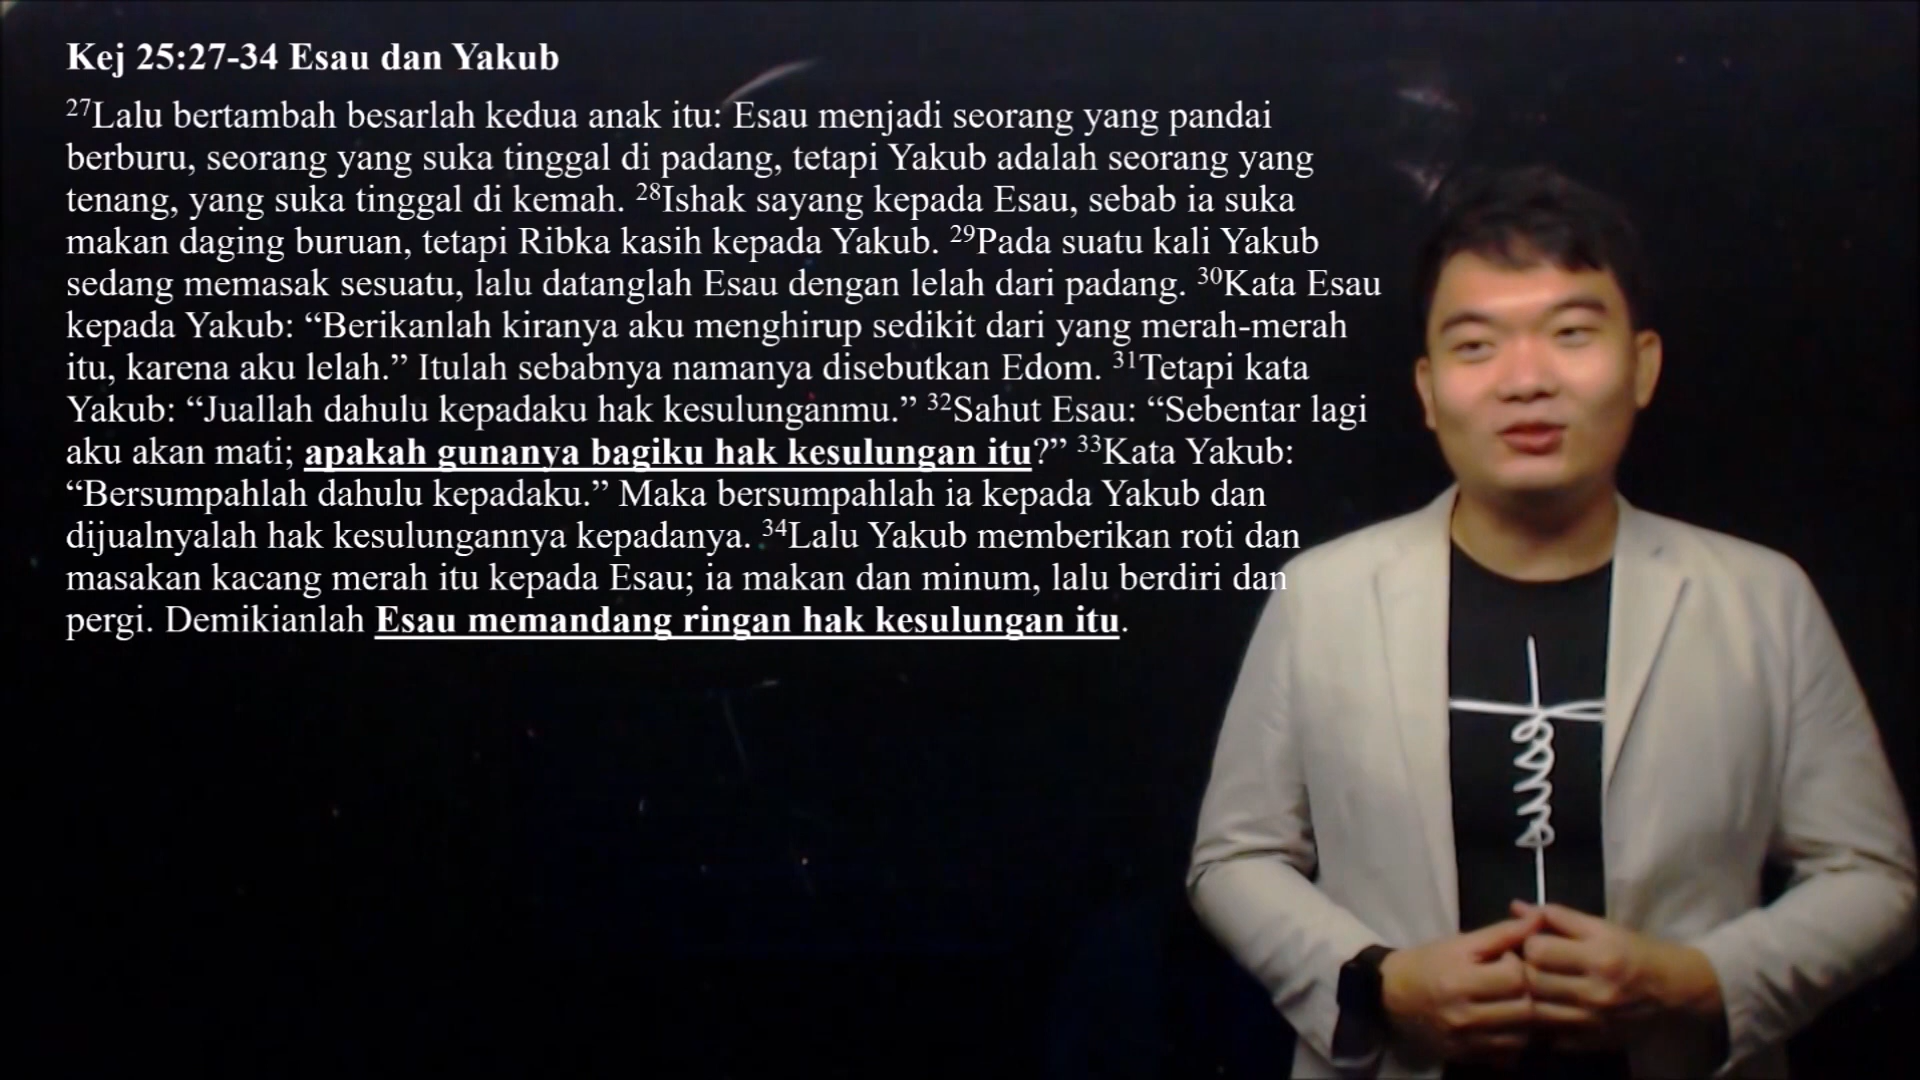 Kej 25:27-34 Esau dan Yakub
27Lalu bertambah besarlah kedua anak itu: Esau menjadi seorang yang pandai
berburu, seorang yang suka tinggal di padang, tetapi Yakub adalah seorang yang
tenang, yang suka tinggal di kemah. 28Ishak sayang kepada Esau, sebab ia suka
makan daging buruan, tetapi Ribka kasih kepada Yakub. 29Pada suatu kali Yakub
sedang memasak sesuatu, lalu datanglah Esau dengan lelah dari padang. 30Kata Esau
kepada Yakub: “Berikanlah kiranya aku menghirup sedikit dari yang merah-merah
itu, karena aku lelah.” Itulah sebabnya namanya disebutkan Edom. 31Tetapi kata
Yakub: “Juallah dahulu kepadaku hak kesulunganmu.” 32Sahut Esau: “Sebentar lagi
aku akan mati; apakah gunanya bagiku hak kesulungan itu?” 33Kata Yakub:
“Bersumpahlah dahulu kepadaku.” Maka bersumpahlah ia kepada Yakub dan
dijualnyalah hak kesulungannya kepadanya. 34Lalu Yakub memberikan roti dan
masakan kacang merah itu kepada Esau; ia makan dan minum, lalu berdiri dan
pergi. Demikianlah Esau memandang ringan hak kesulungan itu.